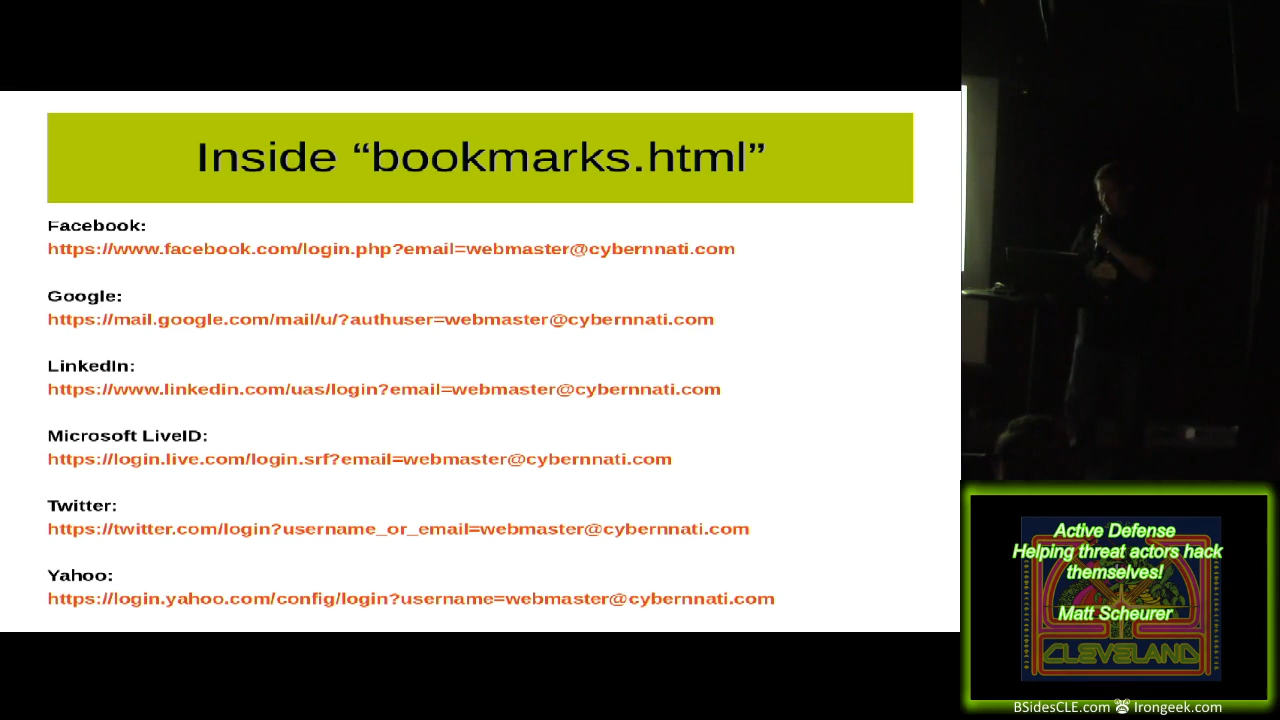 Inside “bookmarks.html”
Facebook:
https://www.facebook.com/login.php?email=webmaster@cybernnati.com
Google:
https://mail.google.com/mail/u/?authuser=webmaster@cybernnati.com
LinkedIn:
https://www.linkedin.com/uas/login?email=webmaster@cybernnati.com
Microsoft LiveID:
https://login.live.com/login.srf?email=webmaster@cybernnati.com
Twitter:
https://twitter.com/login?username_or_email=webmaster@cybernnati.com
Yahoo:
https://login.yahoo.com/config/login?username=webmaster@cybernnati.com
Active Defense
Helping threat actors hack
themselves!
Matt Scheurer
CLEVELAND
BSidesCLE.com Irongeek.com